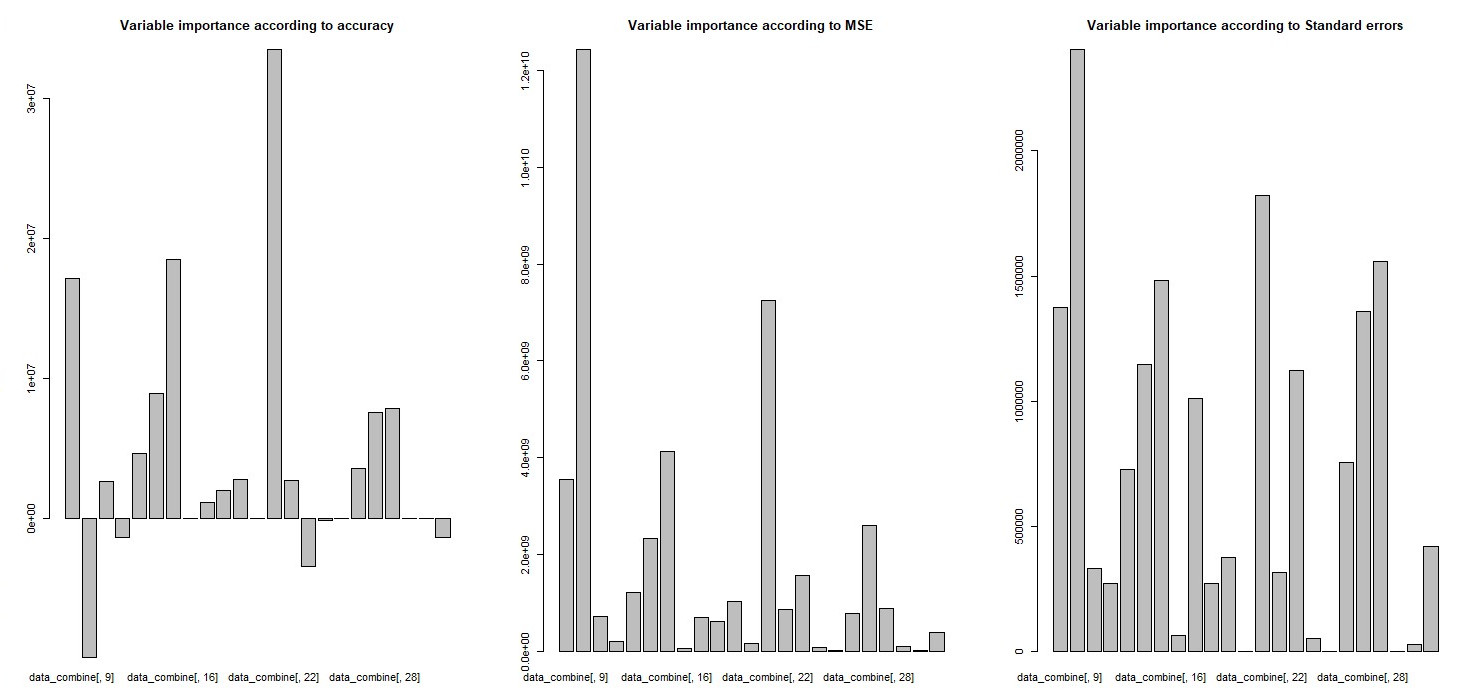 Variable importance according to accuracy
3e+07
2e+07
1e+07
0e+00
data_combine[, 9]
data_combine[, 16]
data_combine[, 22]
data_combine[, 28]
Variable importance according to MSE
1.2e+10
1.0e+10
8.0e+09
6.0e+09
4.0e+09
2.0e+09
0.0e+00
data_combine[, 9]
data_combine[, 16]
data_combine[, 22]
data_combine[, 28]
Variable importance according to Standard errors
2000000
1500000
1000000
500000
0
data_combine[, 9]
data_combine[, 16]
data_combine[, 22]
data_combine[, 28]